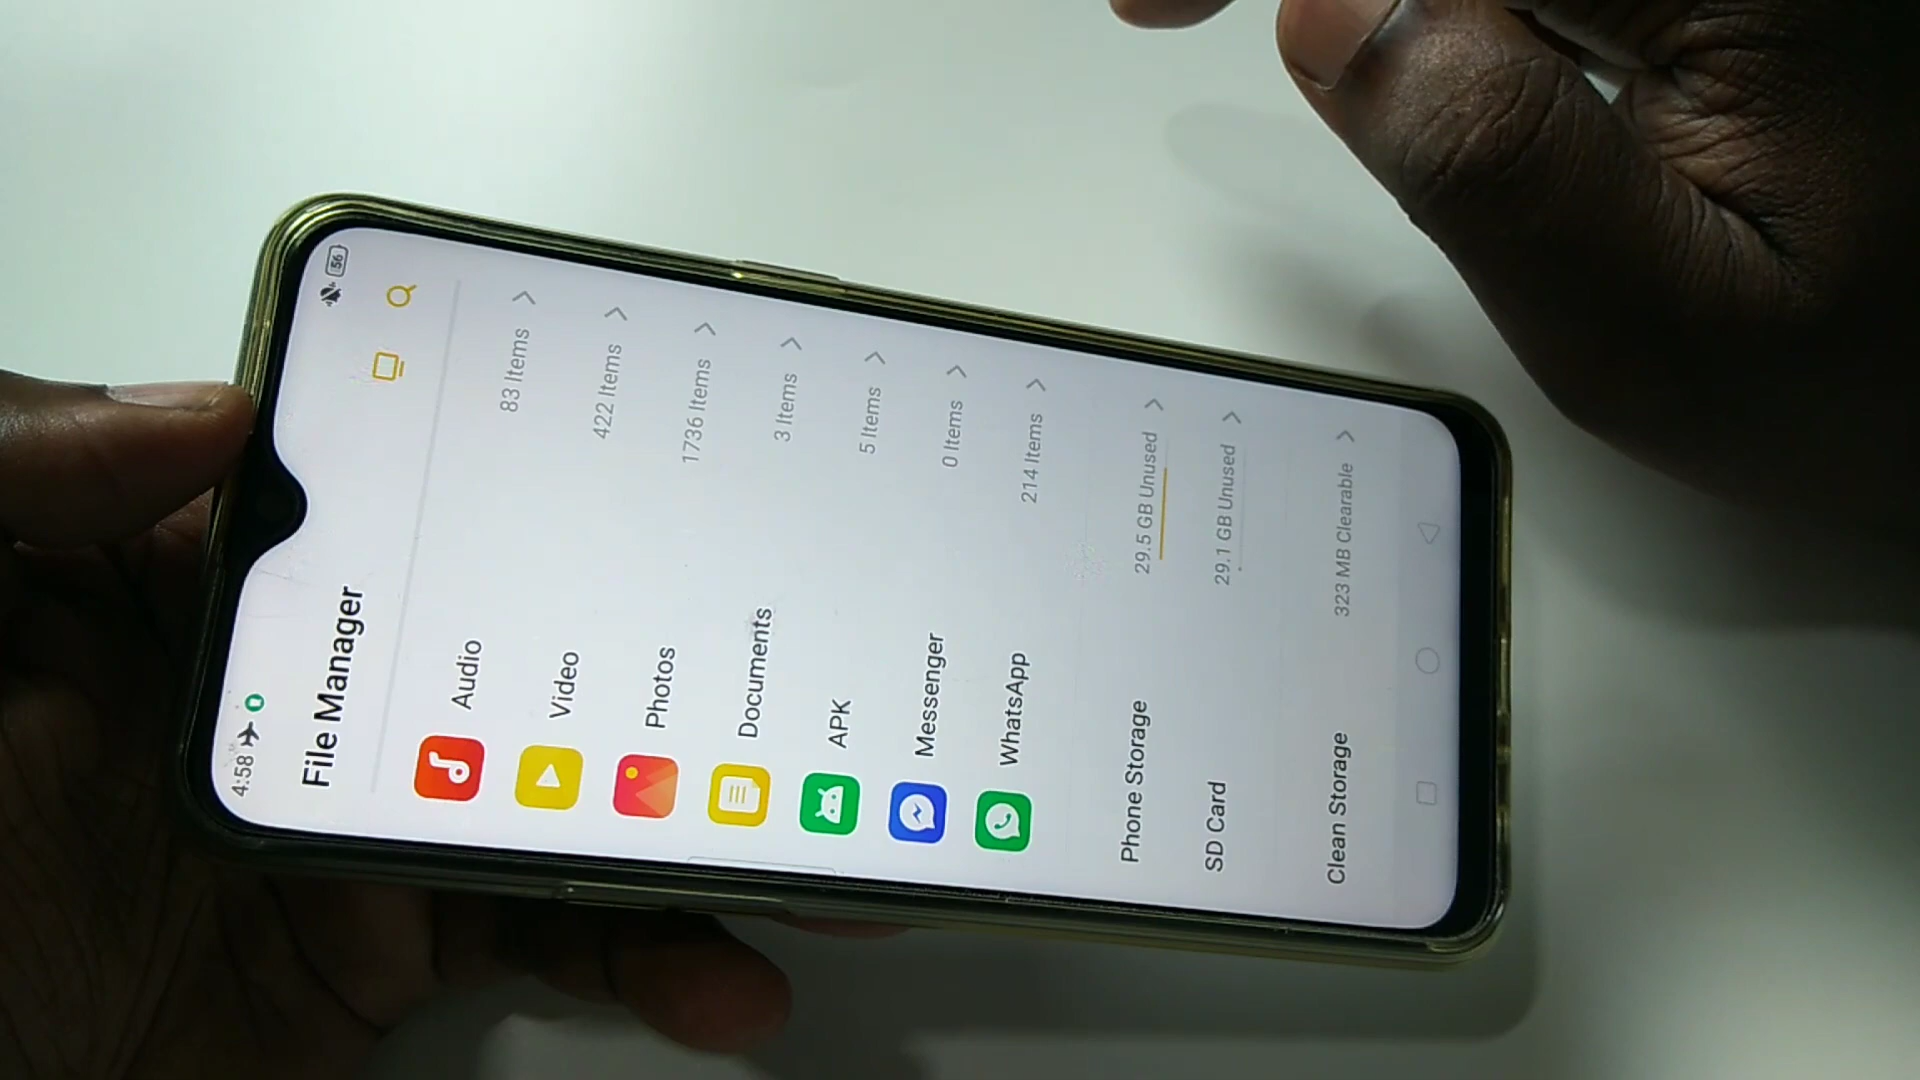 4:58 56
File Manager
Audio 83 Items
Video 422 Items
Photos 1736 Items
Documents 3 Items
APK 5 Items
Messenger 0 Items
WhatsApp 214 Items
Phone Storage 29.5 GB Unused
SD Card 29.1 GB Unused
Clean Storage 323 MB Clearable